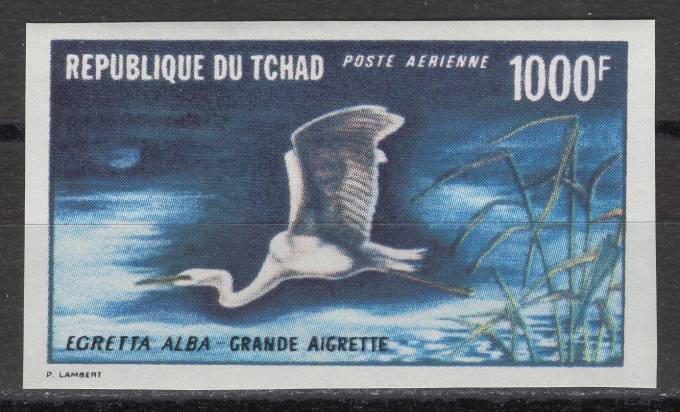 REPUBLIQUE DU TCHAD POSTE AERIENNE 1000F
EGRETTA ALBA - GRANDE AIGRETTE
P. LAMBERT